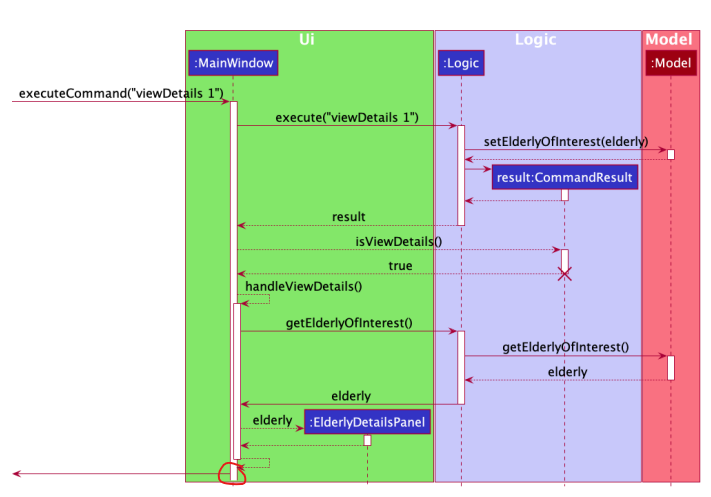 Ui
Logic
Model
:MainWindow
:Logic
:Model
executeCommand("viewDetails 1")
execute("viewDetails 1")
setElderlyOfInterest(elderly)
result:CommandResult
result
isViewDetails()
true
handleViewDetails()
getElderlyOfInterest()
getElderlyOfInterest()
elderly
elderly
elderly
:ElderlyDetailsPanel